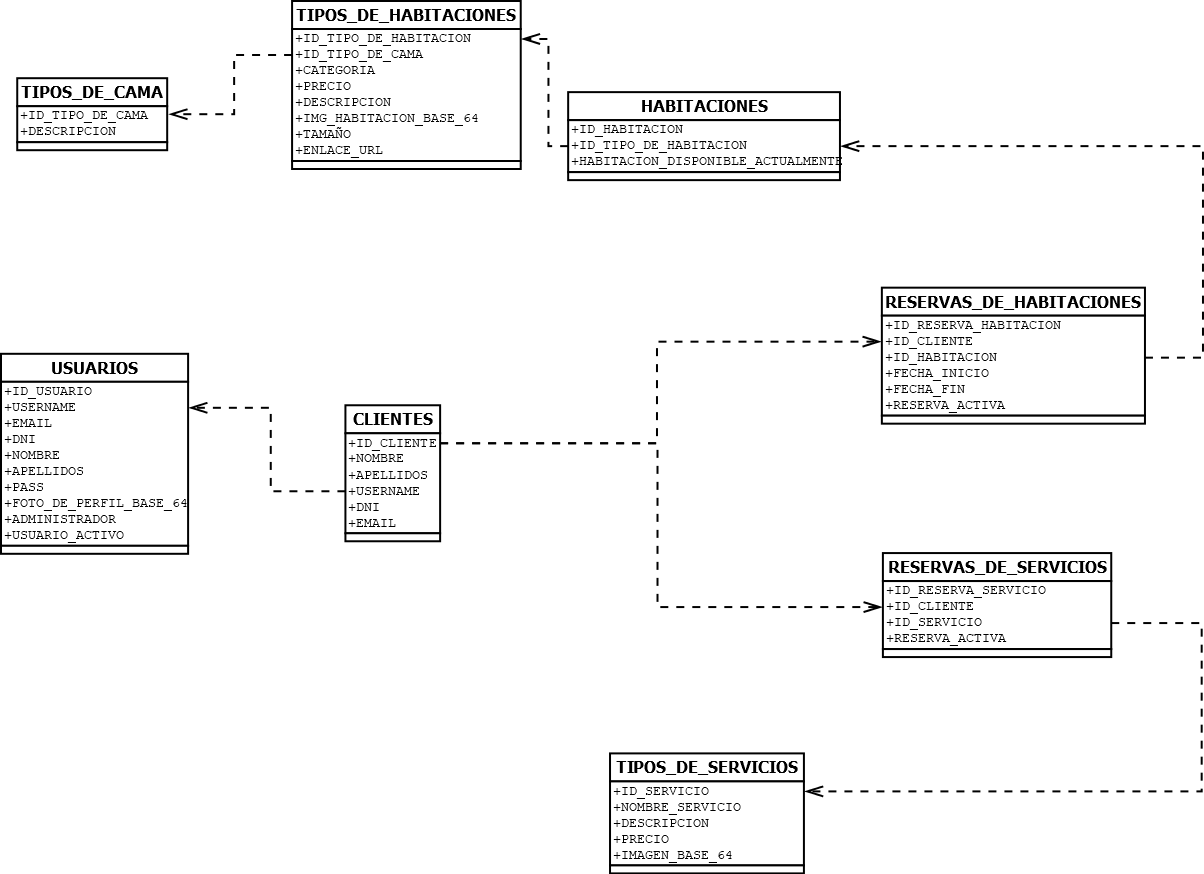 TIPOS_DE_HABITACIONES
+ID_TIPO_DE_HABITACION
+ID_TIPO_DE_CAMA
+CATEGORIA
+PRECIO
+DESCRIPCION
+IMG_HABITACION_BASE_64
+TAMAÑO
+ENLACE_URL
TIPOS_DE_CAMA
+ID_TIPO_DE_CAMA
+DESCRIPCION
HABITACIONES
+ID_HABITACION
+ID_TIPO_DE_HABITACION
+HABITACION_DISPONIBLE_ACTUALMENTE
RESERVAS_DE_HABITACIONES
+ID_RESERVA_HABITACION
+ID_CLIENTE
+ID_HABITACION
+FECHA_INICIO
+FECHA_FIN
+RESERVA_ACTIVA
USUARIOS
+ID_USUARIO
+USERNAME
+EMAIL
+DNI
+NOMBRE
+APELLIDOS
+PASS
+FOTO_DE_PERFIL_BASE_64
+ADMINISTRADOR
+USUARIO_ACTIVO
CLIENTES
+ID_CLIENTE
+NOMBRE
+APELLIDOS
+USERNAME
+DNI
+EMAIL
RESERVAS_DE_SERVICIOS
+ID_RESERVA_SERVICIO
+ID_CLIENTE
+ID_SERVICIO
+RESERVA_ACTIVA
TIPOS_DE_SERVICIOS
+ID_SERVICIO
+NOMBRE_SERVICIO
+DESCRIPCION
+PRECIO
+IMAGEN_BASE_64